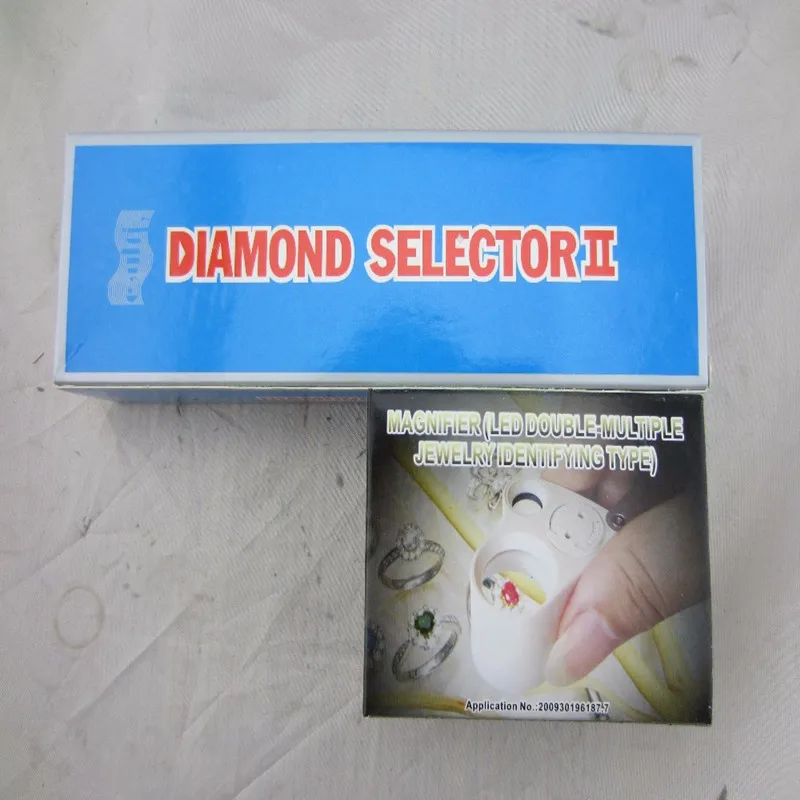 DIAMOND SELECTOR II
MAGNIFIER (LED DOUBLE-MULTIPLE
JEWELRY IDENTIFYING TYPE)
Application No.:200930196187.7